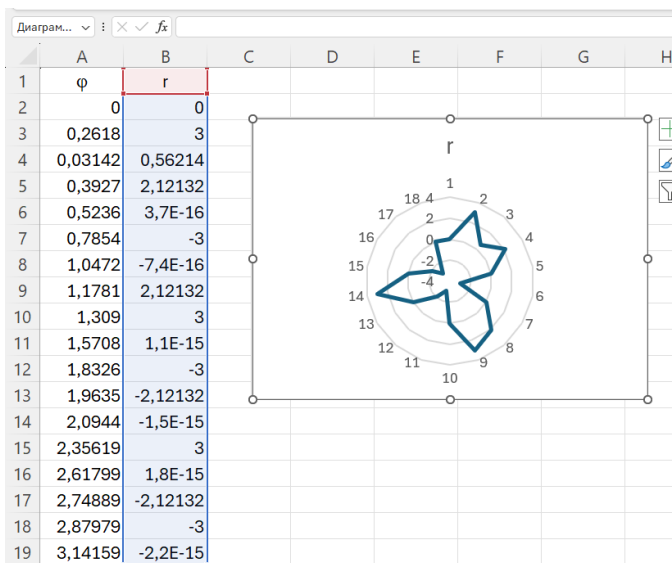 Диаграм...
fx
A B C D E F G H
1 φ r
2 0 0
3 0,2618 3
4 0,03142 0,56214
5 0,3927 2,12132
6 0,5236 3,7E-16
7 0,7854 -3
8 1,0472 -7,4E-16
9 1,1781 2,12132
10 1,309 3
11 1,5708 1,1E-15
12 1,8326 -3
13 1,9635 -2,12132
14 2,0944 -1,5E-15
15 2,35619 3
16 2,61799 1,8E-15
17 2,74889 -2,12132
18 2,87979 -3
19 3,14159 -2,2E-15
r
1
18 4 2
17 2 3
16 0 4
15 -2 5
14 -4 6
13 7
12 8
11 9
10